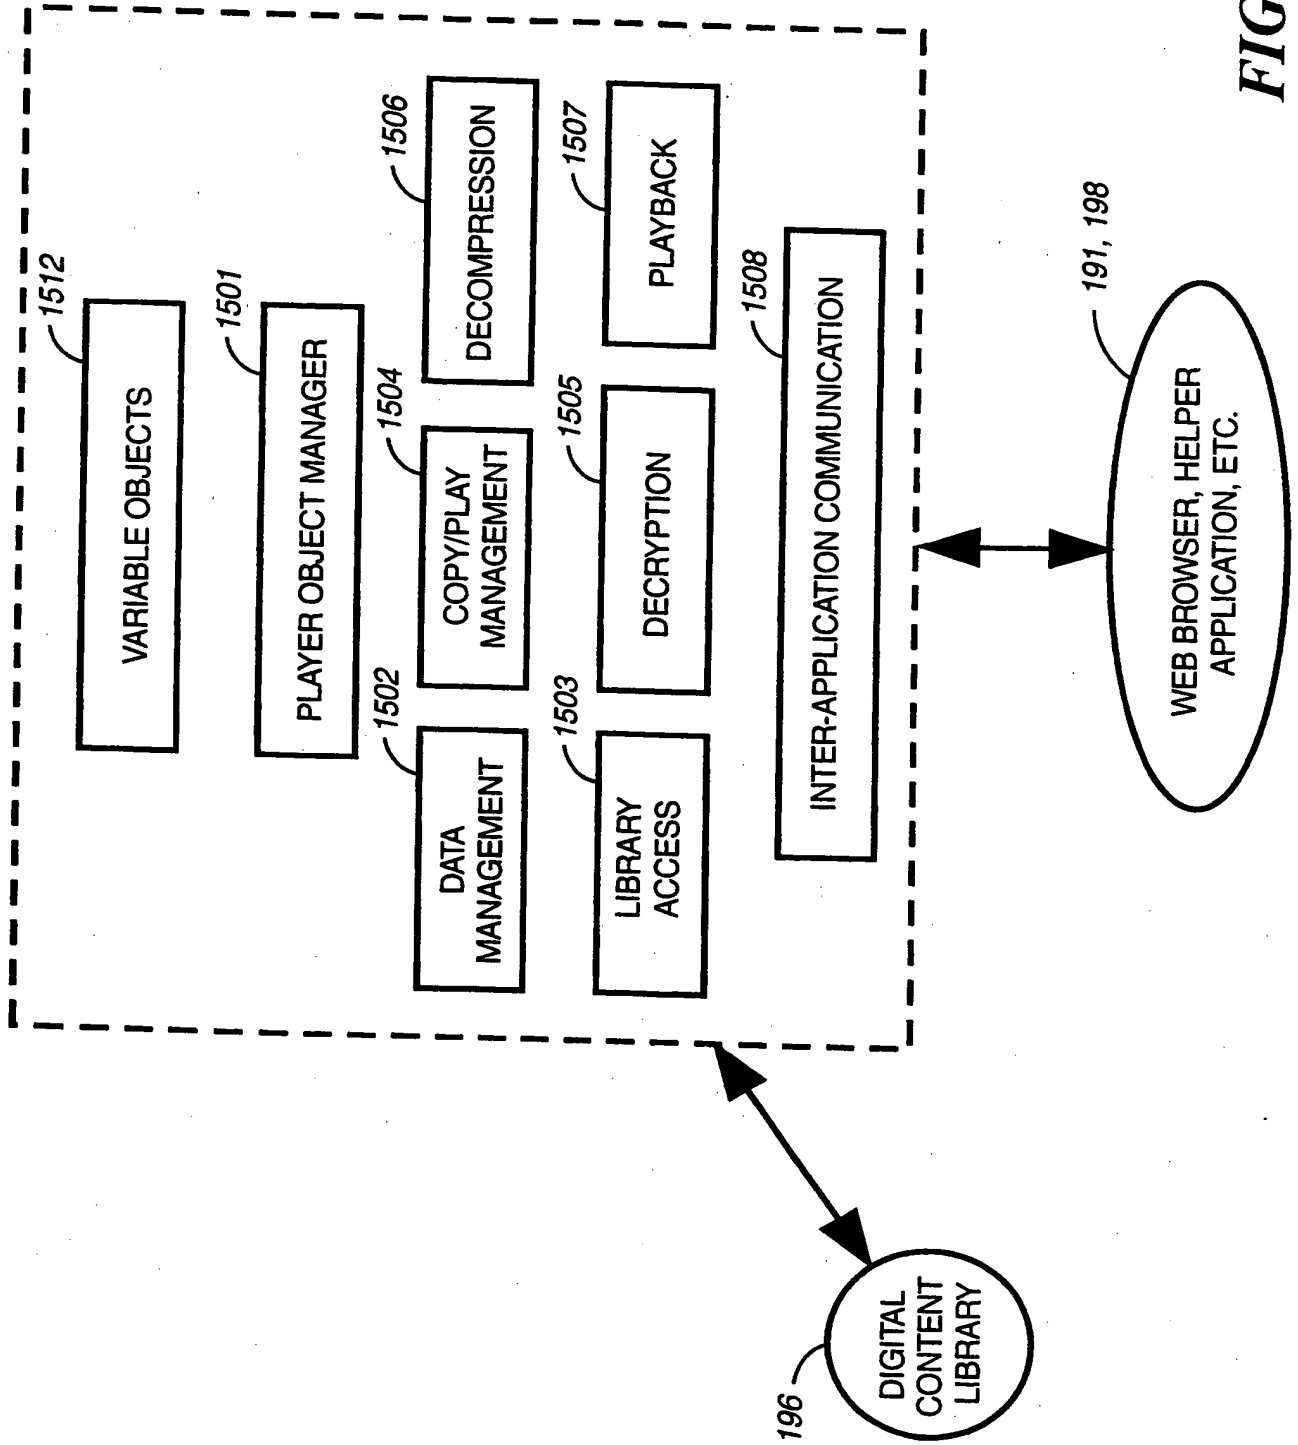 1512
VARIABLE OBJECTS
1501
PLAYER OBJECT MANAGER
1502
DATA
MANAGEMENT
1504
COPY/PLAY
MANAGEMENT
1506
DECOMPRESSION
1503
LIBRARY
ACCESS
1505
DECRYPTION
1507
PLAYBACK
1508
INTER-APPLICATION COMMUNICATION
196
DIGITAL
CONTENT
LIBRARY
191, 198
WEB BROWSER, HELPER
APPLICATION, ETC.
FIG